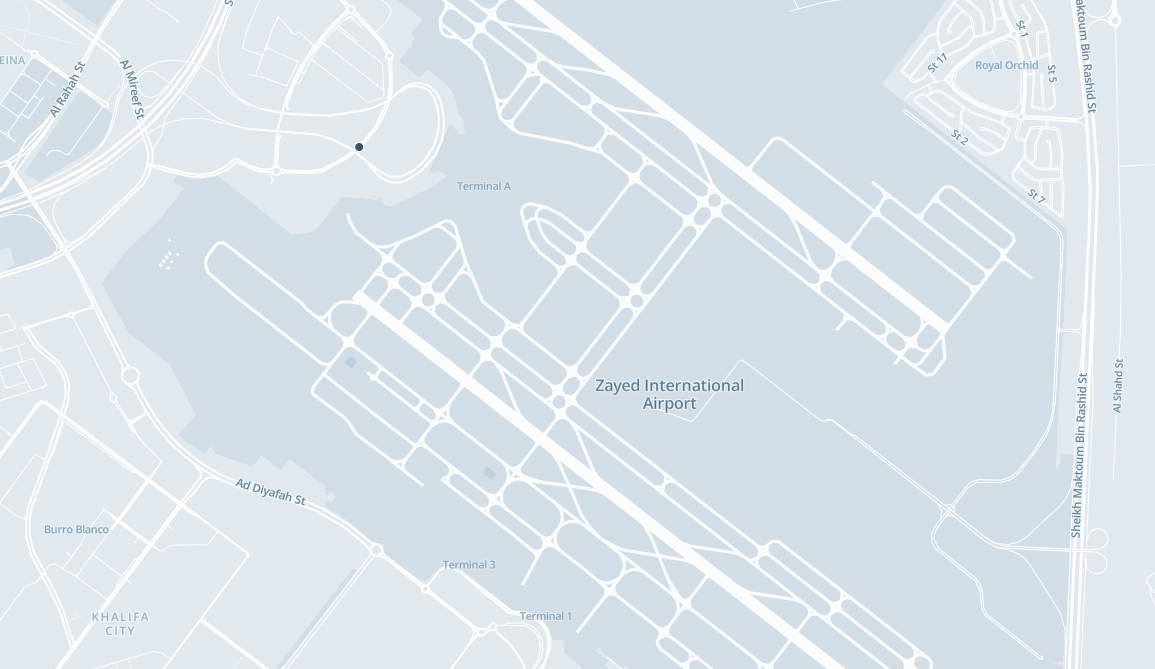 St 1
St 17
Royal Orchid
St 5
Al Rahah St
Al Mireef St
St 2
Terminal A
St 7
Zayed International
Airport
Al Shahd St
Sheikh Maktoum Bin Rashid St
Ad Diyafah St
Burro Blanco
Terminal 3
Terminal 1
KHALIFA
CITY
EINA
aktoum Bin Rashid St